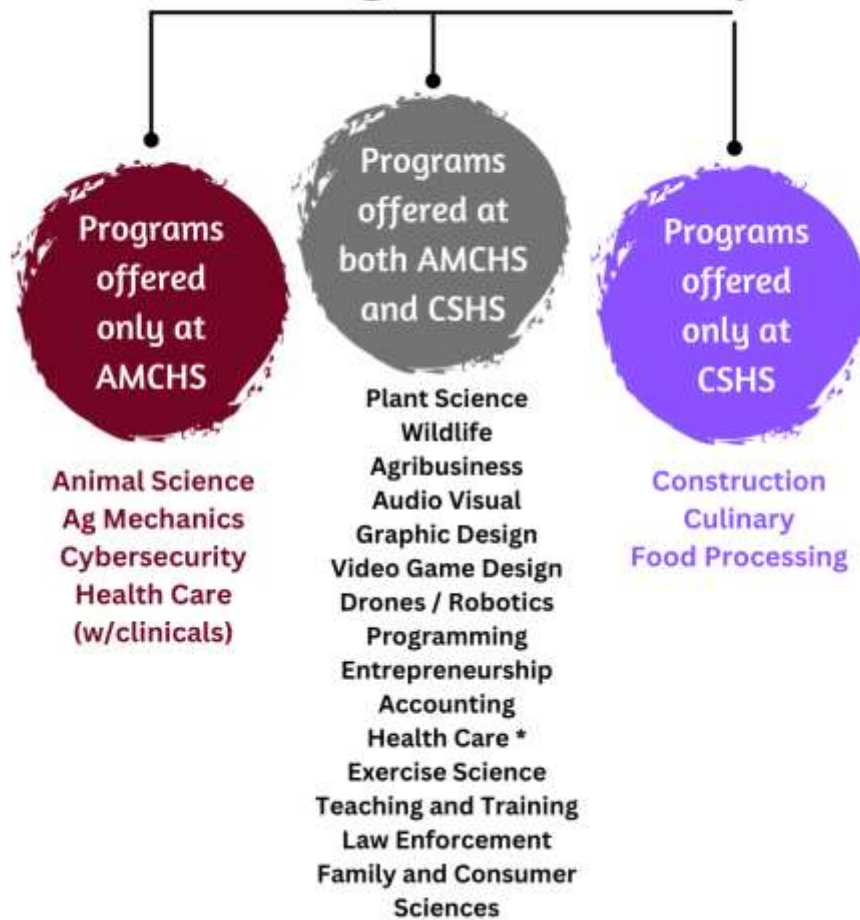 Programs
offered
only at
AMCHS
Animal Science
Ag Mechanics
Cybersecurity
Health Care
(w/clinicals)
Programs
offered at
both AMCHS
and CSHS
Plant Science
Wildlife
Agribusiness
Audio Visual
Graphic Design
Video Game Design
Drones / Robotics
Programming
Entrepreneurship
Accounting
Health Care *
Exercise Science
Teaching and Training
Law Enforcement
Family and Consumer
Sciences
Programs
offered
only at
CSHS
Construction
Culinary
Food Processing